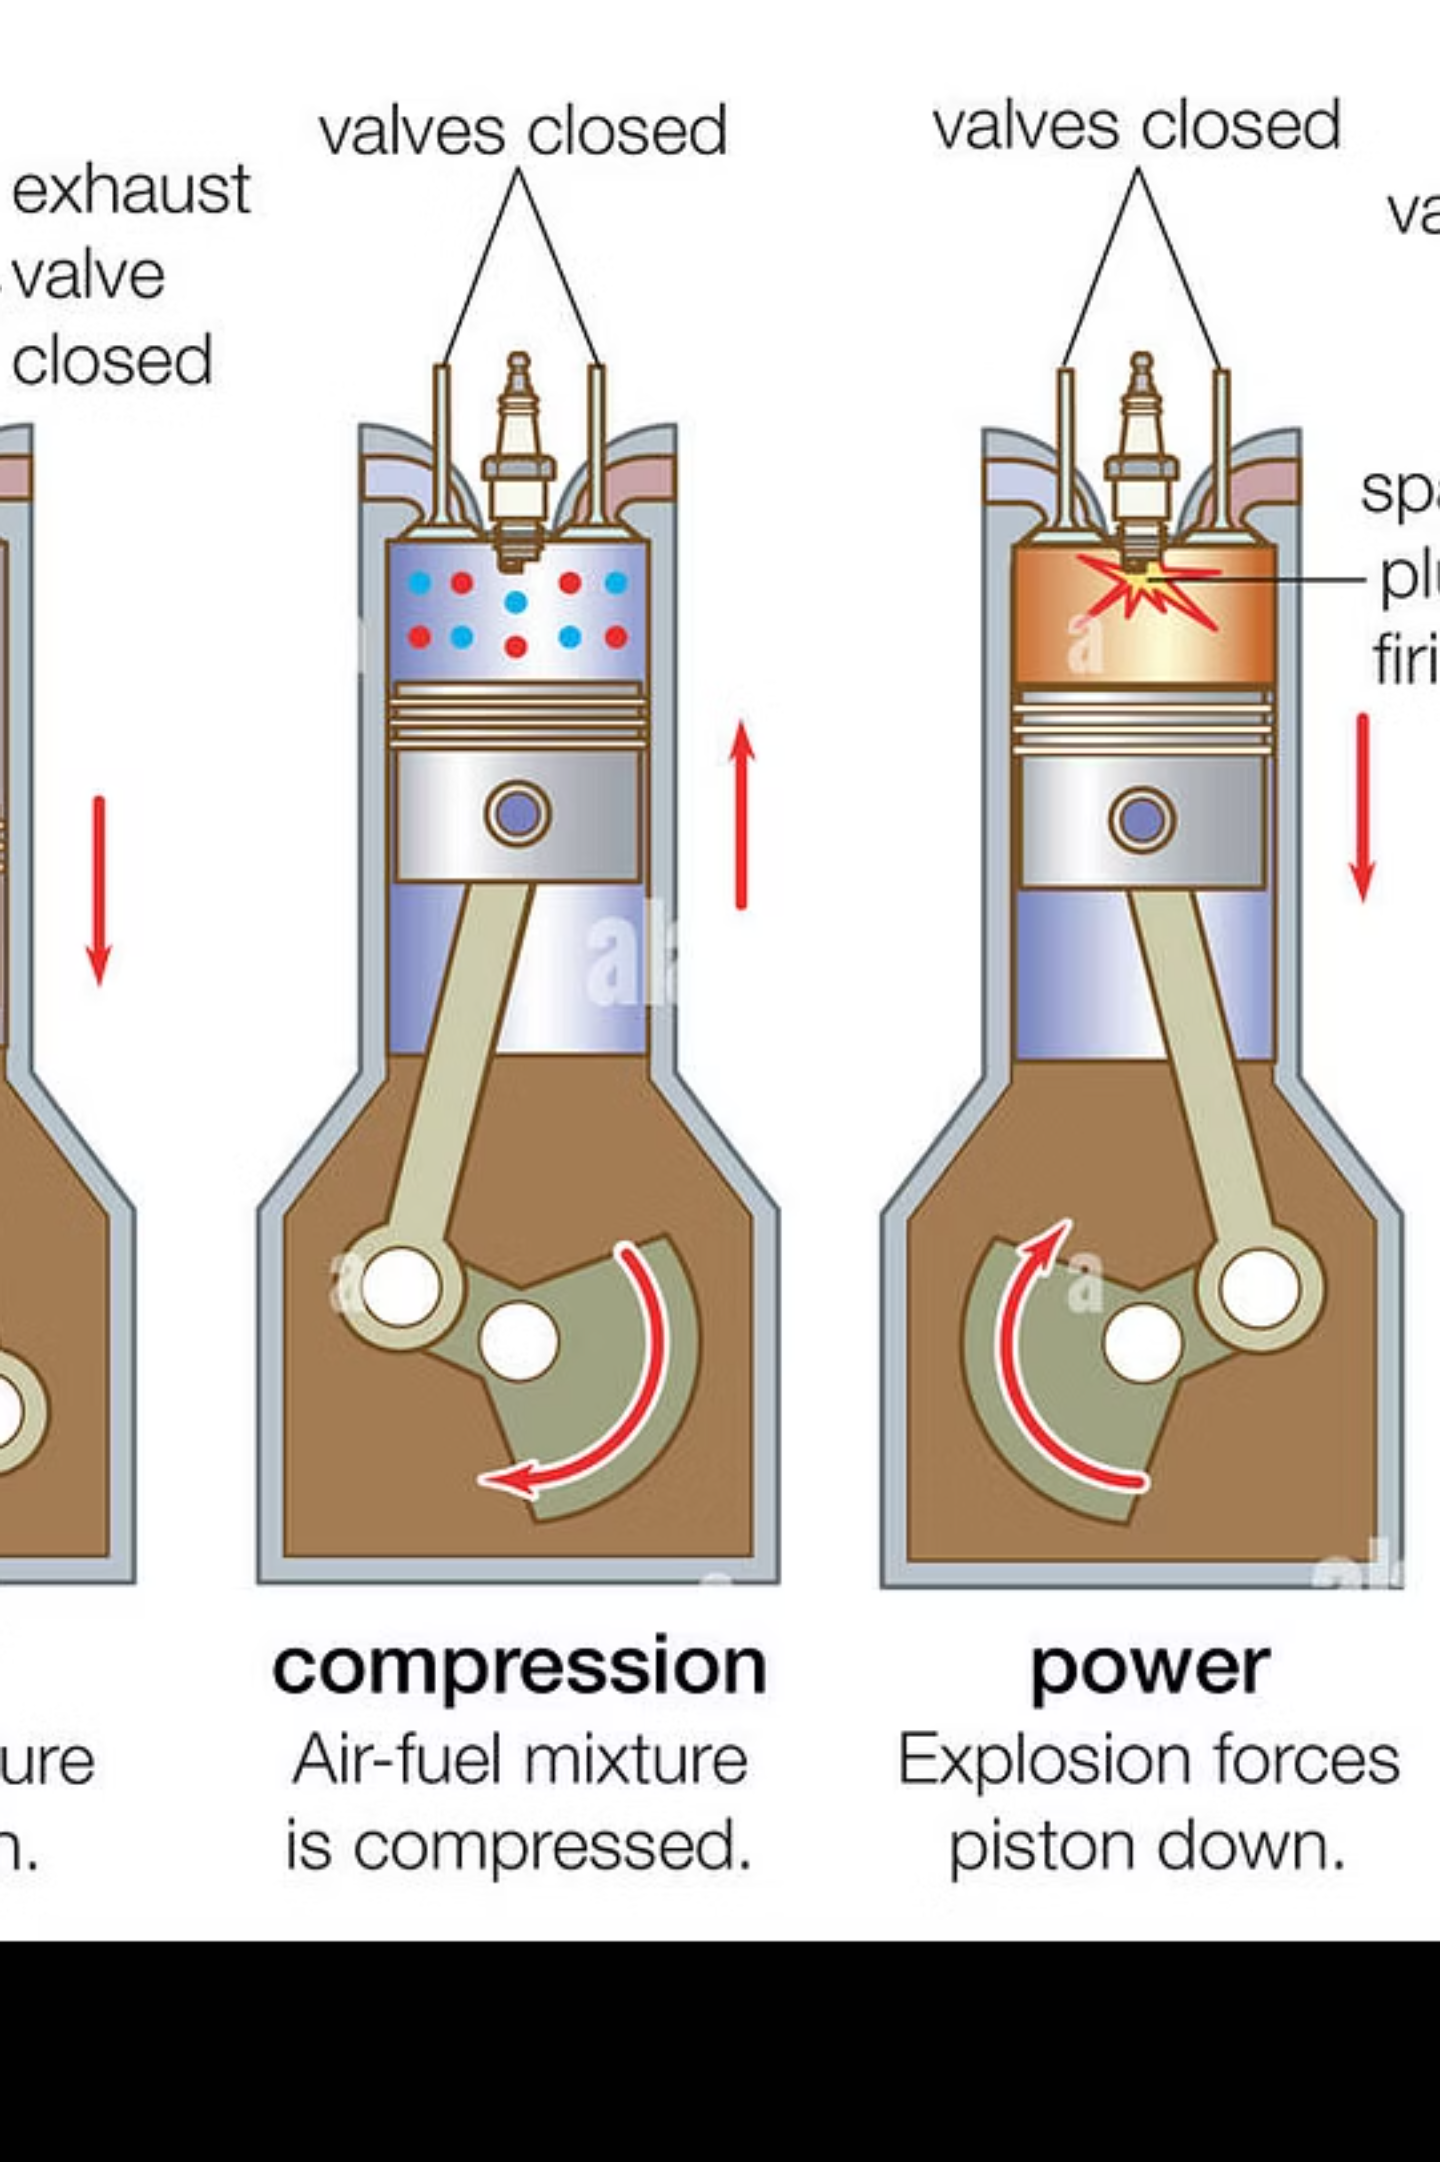 exhaust
valve
closed
valves closed
valves closed
compression
Air-fuel mixture
is compressed.
power
Explosion forces
piston down.
a
a
a